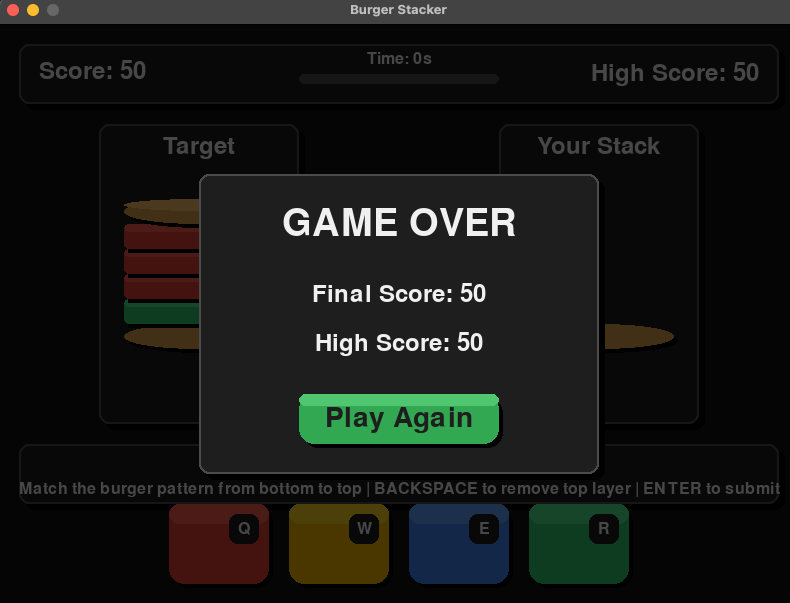 Burger Stacker
Score: 50
Time: 0s
High Score: 50
Target
Your Stack
GAME OVER
Final Score: 50
High Score: 50
Play Again
Match the burger pattern from bottom to top | BACKSPACE to remove top layer | ENTER to submit
Q
W
E
R